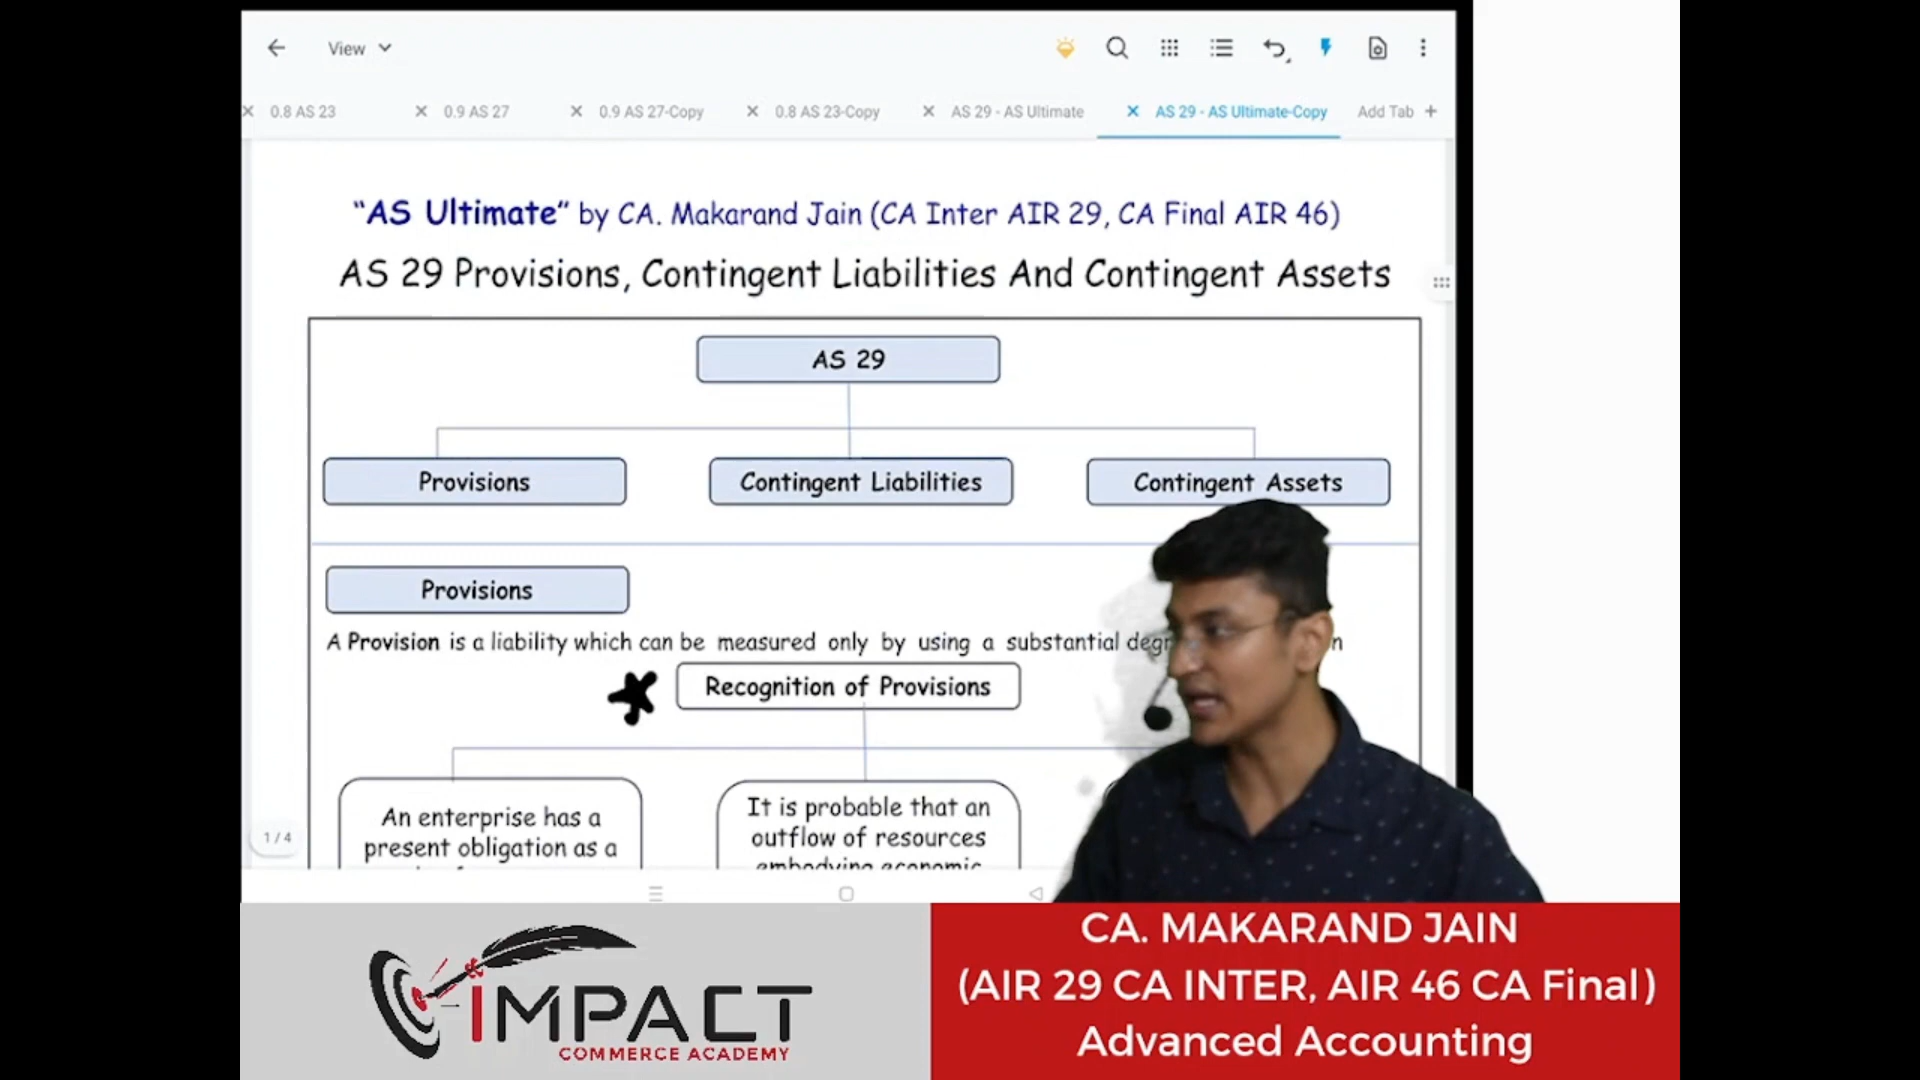 View
0.8 AS 23
0.9 AS 27
0.9 AS 27-Copy
0.8 AS 23-Copy
AS 29 - AS Ultimate
AS 29 - AS Ultimate-Copy
Add Tab +
“AS Ultimate” by CA. Makarand Jain (CA Inter AIR 29, CA Final AIR 46)
AS 29 Provisions, Contingent Liabilities And Contingent Assets
AS 29
Provisions
Contingent Liabilities
Contingent Assets
Provisions
A Provision is a liability which can be measured only by using a substantial
Recognition of Provisions
An enterprise has a
present obligation as a
It is probable that an
outflow of resources
embodying economic
1 / 4
IMPACT
COMMERCE ACADEMY
CA. MAKARAND JAIN
(AIR 29 CA INTER, AIR 46 CA Final)
Advanced Accounting